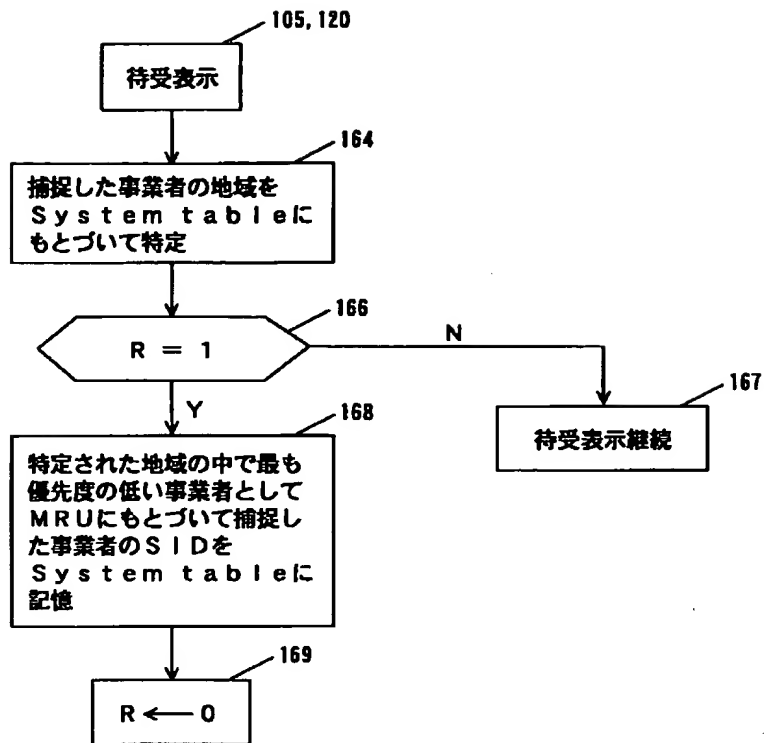 105, 120
待受表示
164
捕捉した事業者の地域を
System tableに
もとづいて特定
166
R = 1
N
167
待受表示継続
Y
168
特定された地域の中で最も
優先度の低い事業者として
MRUにもとづいて捕捉し
た事業者のSIDを
System tableに
記憶
169
R ← 0